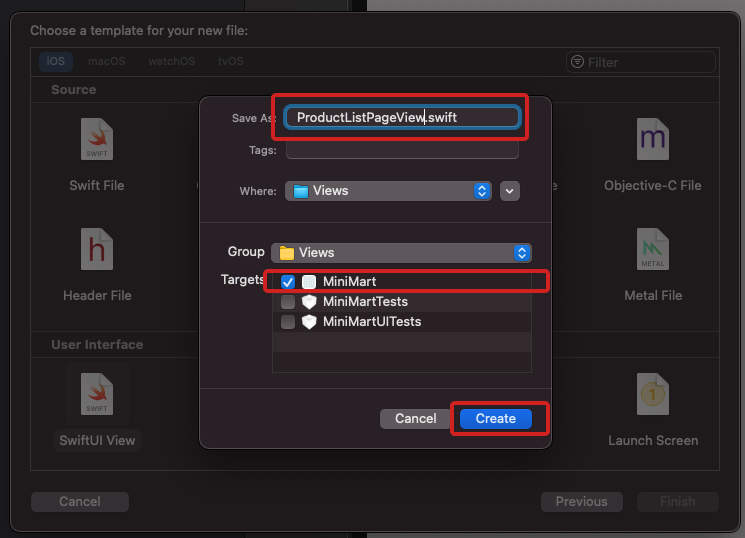 Choose a template for your new file:
iOS macOS watchOS tvOS
Filter
Source
Save As: ProductListPageView.swift
Tags:
SWIFT
m
Swift File
Objective-C File
Where: Views
Group Views
h
METAL
Targets MiniMart
Header File
Metal File
MiniMartTests
MiniMartUITests
User Interface
SWIFT
1
SwiftUI View
Launch Screen
Cancel Create
Cancel Previous Finish